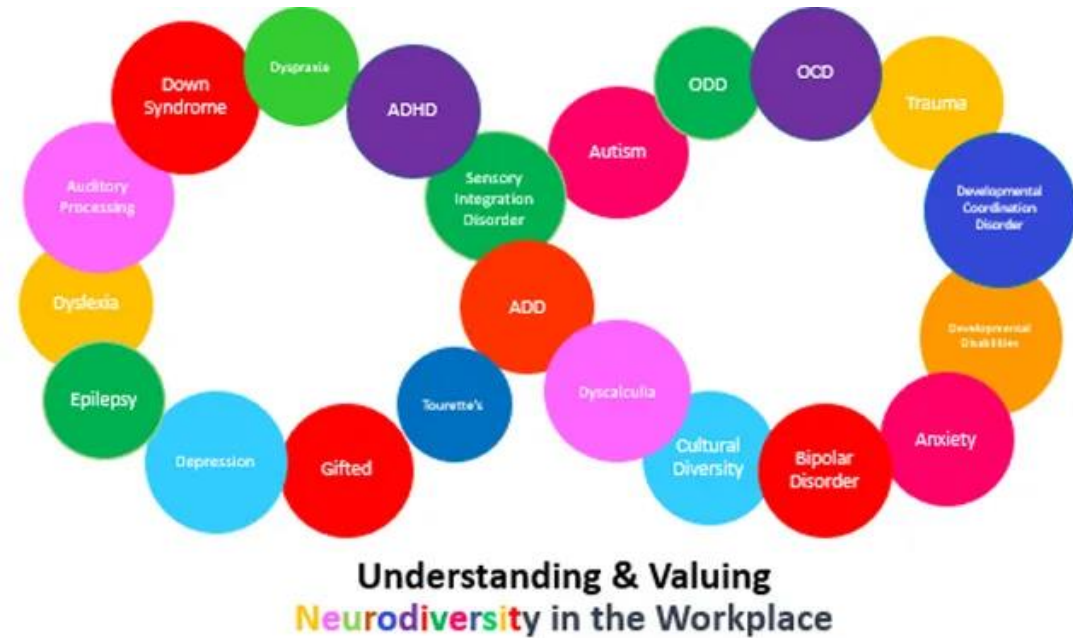 Down
Syndrome
Dyspraxia
ADHD
Auditory
Processing
Sensory
Integration
Disorder
Dyslexia
ADD
Epilepsy
Tourette's
Depression
Gifted
Autism
ODD
OCD
Trauma
Developmental
Coordination
Disorder
Developmental
Disabilities
Anxiety
Bipolar
Disorder
Cultural
Diversity
Dyscalculia
Understanding & Valuing
Neurodiversity in the Workplace